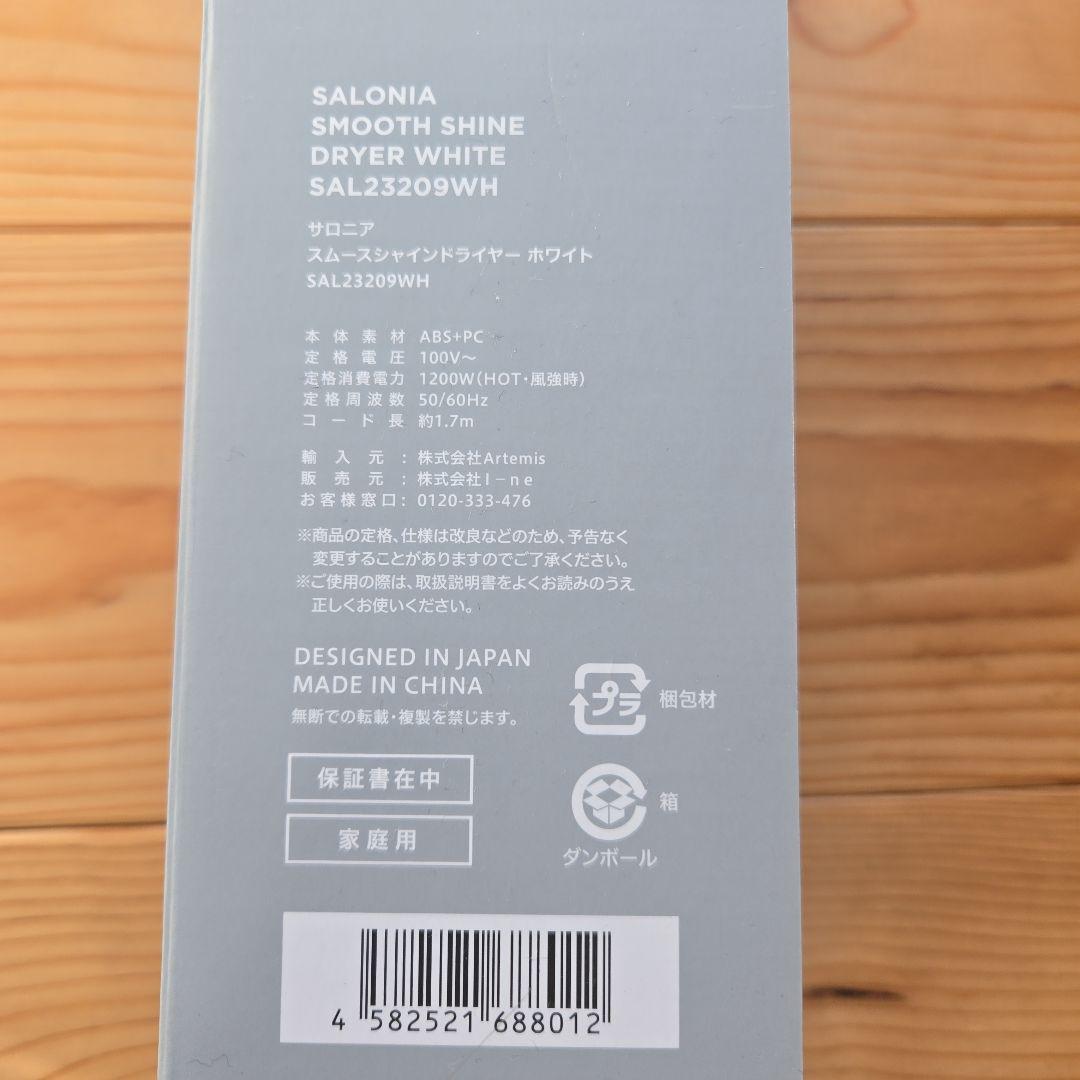 SALONIA
SMOOTH SHINE
DRYER WHITE
SAL23209WH
サロニア
スムースシャインドライヤー ホワイト
SAL23209WH
本体素材 ABS+PC
定格電圧 100V〜
定格消費電力 1200W(HOT・風強時)
定格周波数 50/60Hz
コード長 約1.7m
輸入元：株式会社Artemis
販売元：株式会社I－ne
お客様窓口：0120-333-476
※商品の定格、仕様は改良などのため、予告なく
変更することがありますのでご了承ください。
※ご使用の際は、取扱説明書をよくお読みのうえ
正しくお使いください。
DESIGNED IN JAPAN
MADE IN CHINA
無断での転載・複製を禁じます。
プラ 梱包材
保証書在中
箱
家庭用
ダンボール
4 582521 688012